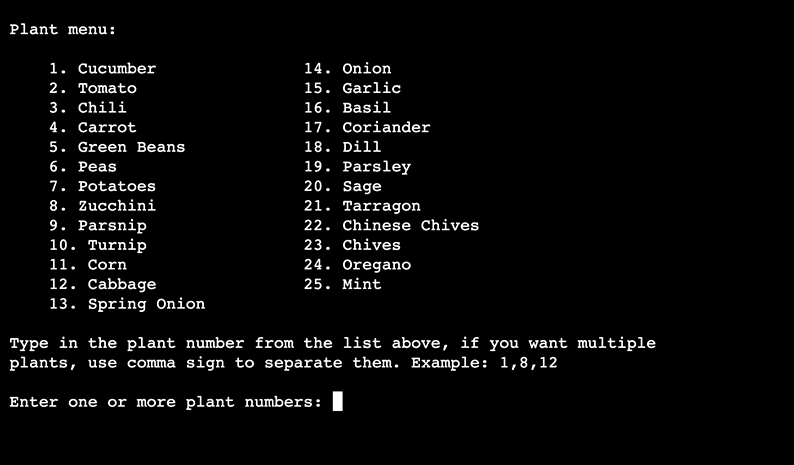 Plant menu:
1. Cucumber 14. Onion
2. Tomato 15. Garlic
3. Chili 16. Basil
4. Carrot 17. Coriander
5. Green Beans 18. Dill
6. Peas 19. Parsley
7. Potatoes 20. Sage
8. Zucchini 21. Tarragon
9. Parsnip 22. Chinese Chives
10. Turnip 23. Chives
11. Corn 24. Oregano
12. Cabbage 25. Mint
13. Spring Onion
Type in the plant number from the list above, if you want multiple
plants, use comma sign to separate them. Example: 1,8,12
Enter one or more plant numbers: